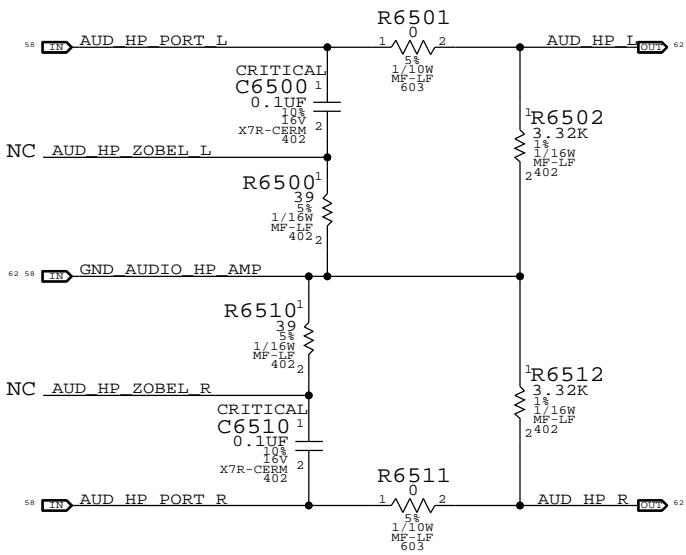 R6501
58 IN AUD_HP_PORT_L 1 0 2 AUD_HP_L OUT 62
5%
1/10W
MF-LF
603
CRITICAL
C6500 1
0.1UF
10%
16V
X7R-CERM 2
402
1 R6502
3.32K
1%
1/16W
MF-LF
2 402
NC AUD_HP_ZOBEL_L
R6500 1
39
5%
1/16W
MF-LF
402 2
62 58 IN GND_AUDIO_HP_AMP
R6510 1
39
5%
1/16W
MF-LF
402 2
1 R6512
3.32K
1%
1/16W
MF-LF
2 402
NC AUD_HP_ZOBEL_R
CRITICAL
C6510 1
0.1UF
10%
16V
X7R-CERM 2
402
R6511
58 IN AUD_HP_PORT_R 1 0 2 AUD_HP_R OUT 62
5%
1/10W
MF-LF
603